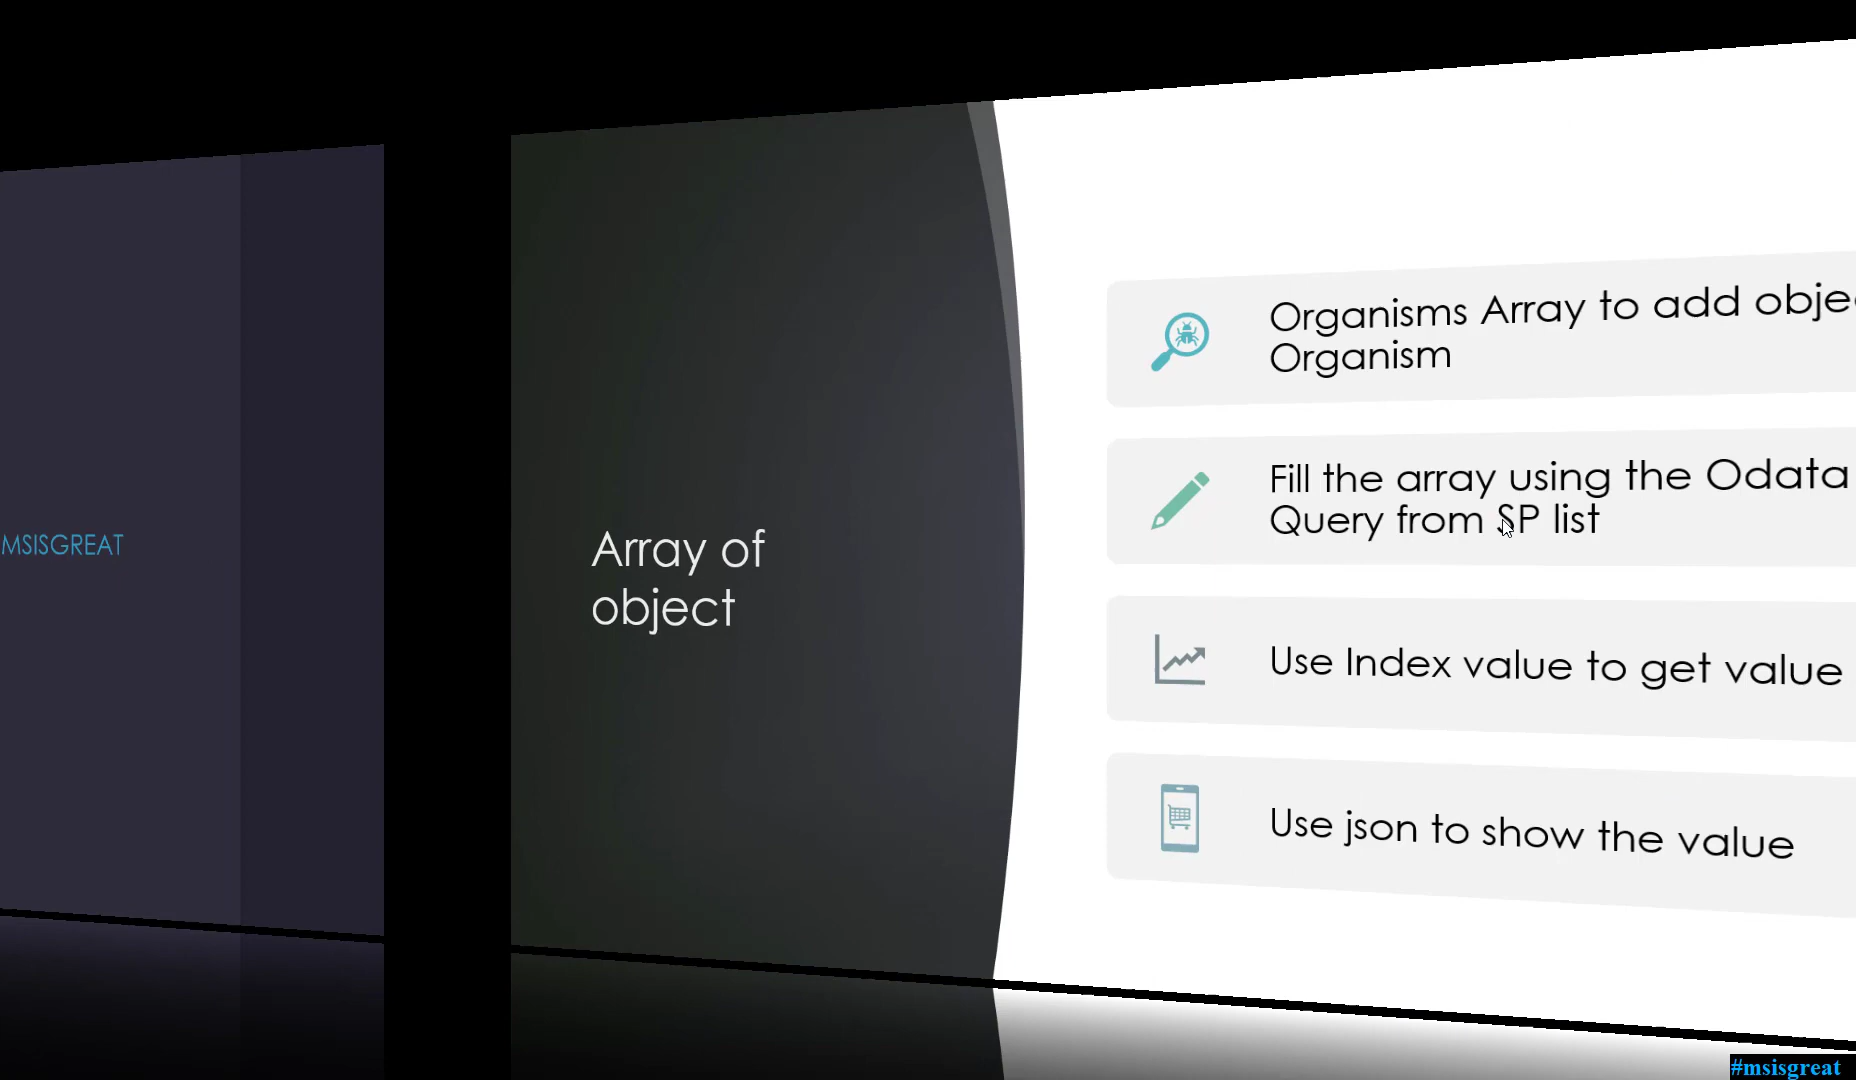 MSISGREAT
Array of
object
Organisms Array to add
Organism
Fill the array using the Odata
Query from SP list
Use Index value to get value
Use json to show the value
#msisgreat